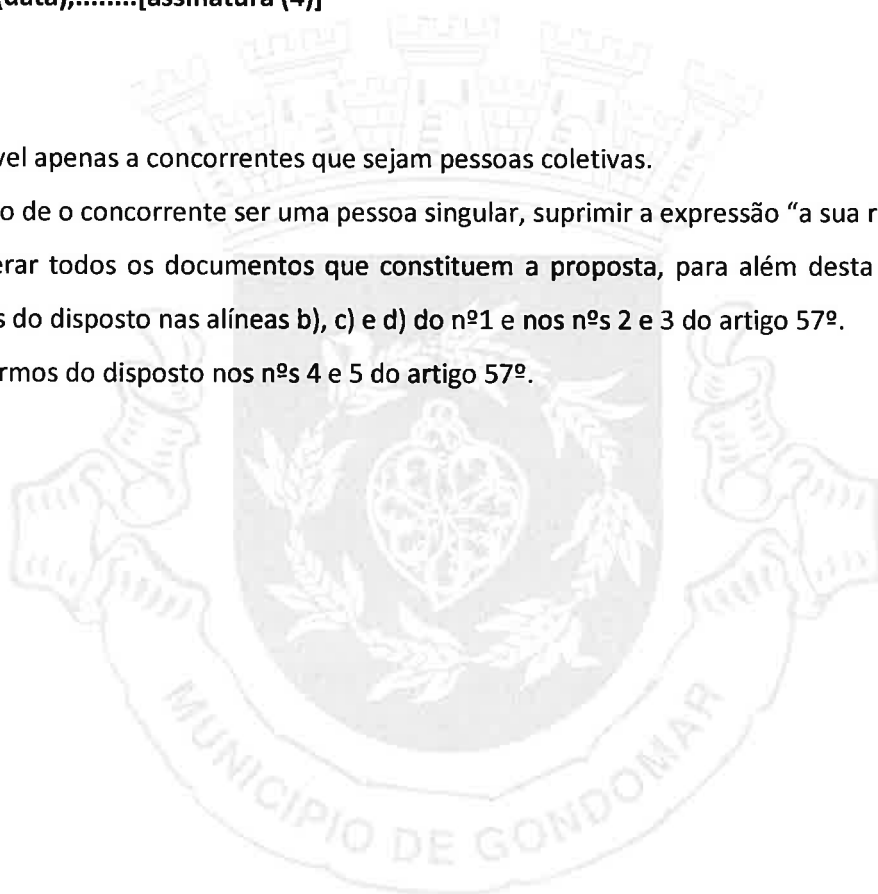 (data),........[assinatura (4)]
vel apenas a concorrentes que sejam pessoas coletivas.
o de o concorrente ser uma pessoa singular, suprimir a expressão “a sua r
erar todos os documentos que constituem a proposta, para além desta
s do disposto nas alíneas b), c) e d) do nº1 e nos nºs 2 e 3 do artigo 57º.
rmos do disposto nos nºs 4 e 5 do artigo 57º.
MUNICÍPIO DE GONDOMAR